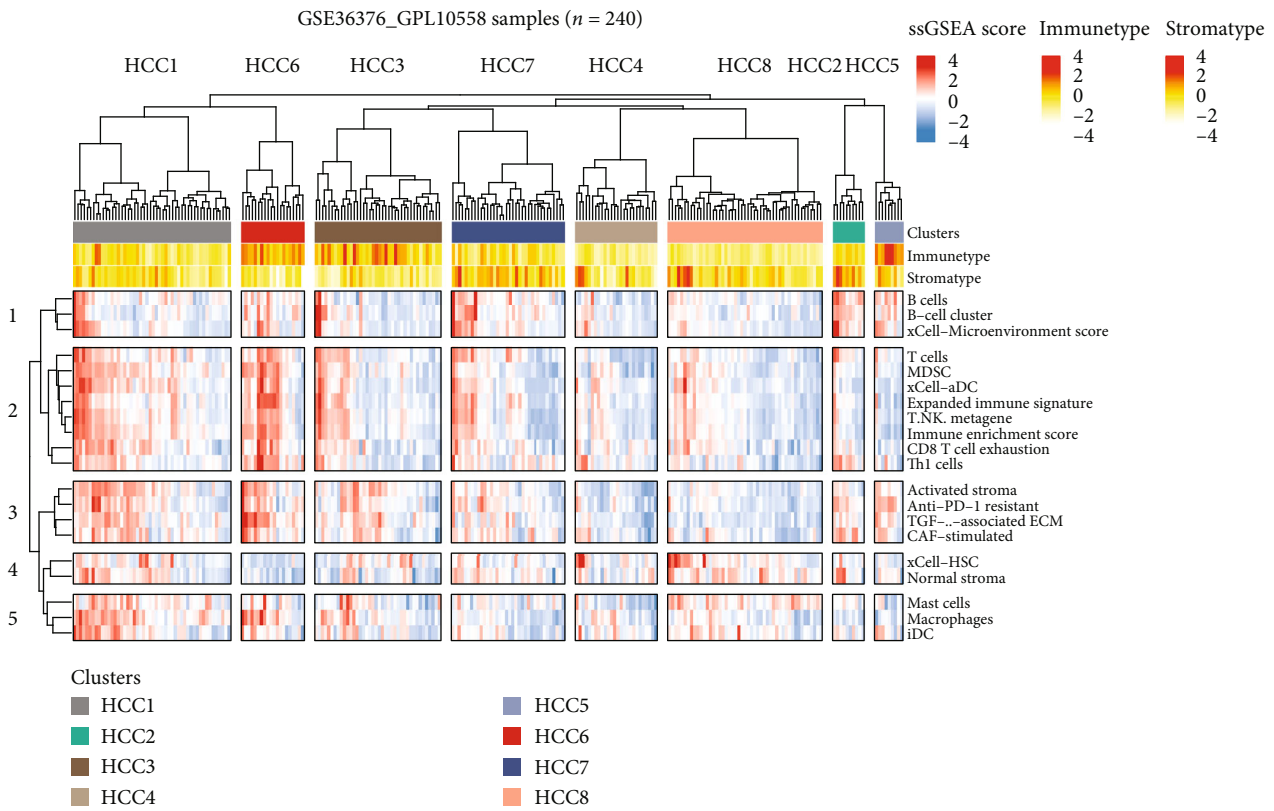 GSE36376_GPL10558 samples (n = 240)
ssGSEA score Immunetype Stromatype
HCC1 HCC6 HCC3 HCC7 HCC4 HCC8 HCC2 HCC5
4 4 4
2 2 2
0 0 0
−2 −2 −2
−4 −4 −4
Clusters
Immunetype
Stromatype
1
B cells
B−cell cluster
xCell−Microenvironment score
2
T cells
MDSC
xCell−aDC
Expanded immune signature
T.NK. metagene
Immune enrichment score
CD8 T cell exhaustion
Th1 cells
3
Activated stroma
Anti−PD−1 resistant
TGF−..−associated ECM
CAF−stimulated
4
xCell−HSC
Normal stroma
5
Mast cells
Macrophages
iDC
Clusters
HCC1
HCC2
HCC3
HCC4
HCC5
HCC6
HCC7
HCC8